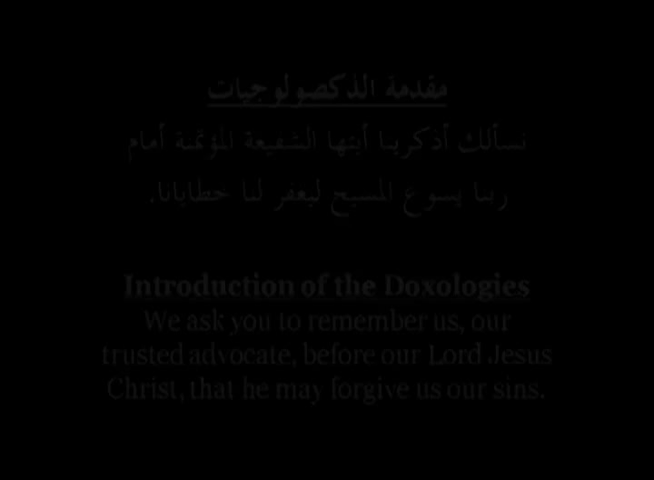 مقدمة الذكصولوجيات
نسألك أذكرينا أيتها الشفيعة المؤتمنة أمام
ربنا يسوع المسيح ليغفر لنا خطايانا.
Introduction of the Doxologies
We ask you to remember us, our
trusted advocate, before our Lord Jesus
Christ, that he may forgive us our sins.